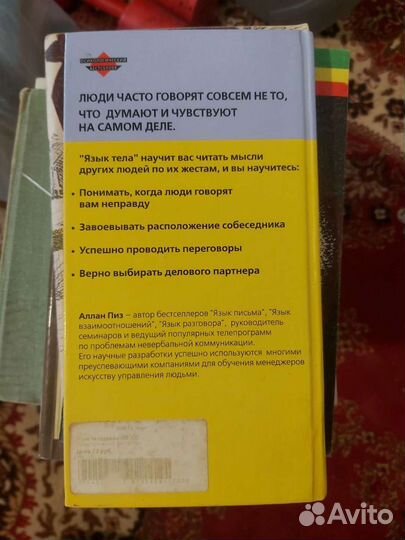 ПСИХОЛОГИЧЕСКИЙ
БЕСТСЕЛЛЕР
ЛЮДИ ЧАСТО ГОВОРЯТ СОВСЕМ НЕ ТО,
ЧТО ДУМАЮТ И ЧУВСТВУЮТ
НА САМОМ ДЕЛЕ.
"Язык тела" научит вас читать мысли
других людей по их жестам, и вы научитесь:
• Понимать, когда люди говорят
вам неправду
• Завоевывать расположение собеседника
• Успешно проводить переговоры
• Верно выбирать делового партнера
Аллан Пиз – автор бестселлеров "Язык письма", "Язык
взаимоотношений", "Язык разговора", руководитель
семинаров и ведущий популярных телепрограмм
по проблемам невербальной коммуникации.
Его научные разработки успешно используются многими
преуспевающими компаниями для обучения менеджеров
искусству управления людьми.
Avito